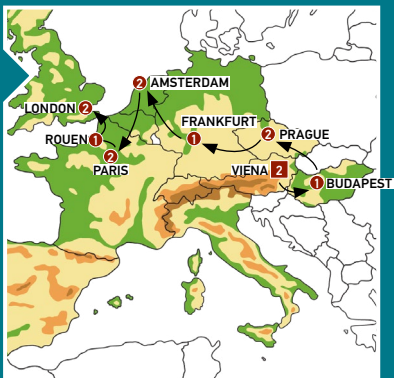 2 AMSTERDAM
LONDON 2
FRANKFURT
ROUEN 1
1
2 PRAGUE
2
PARIS
VIENA 2
1 BUDAPEST